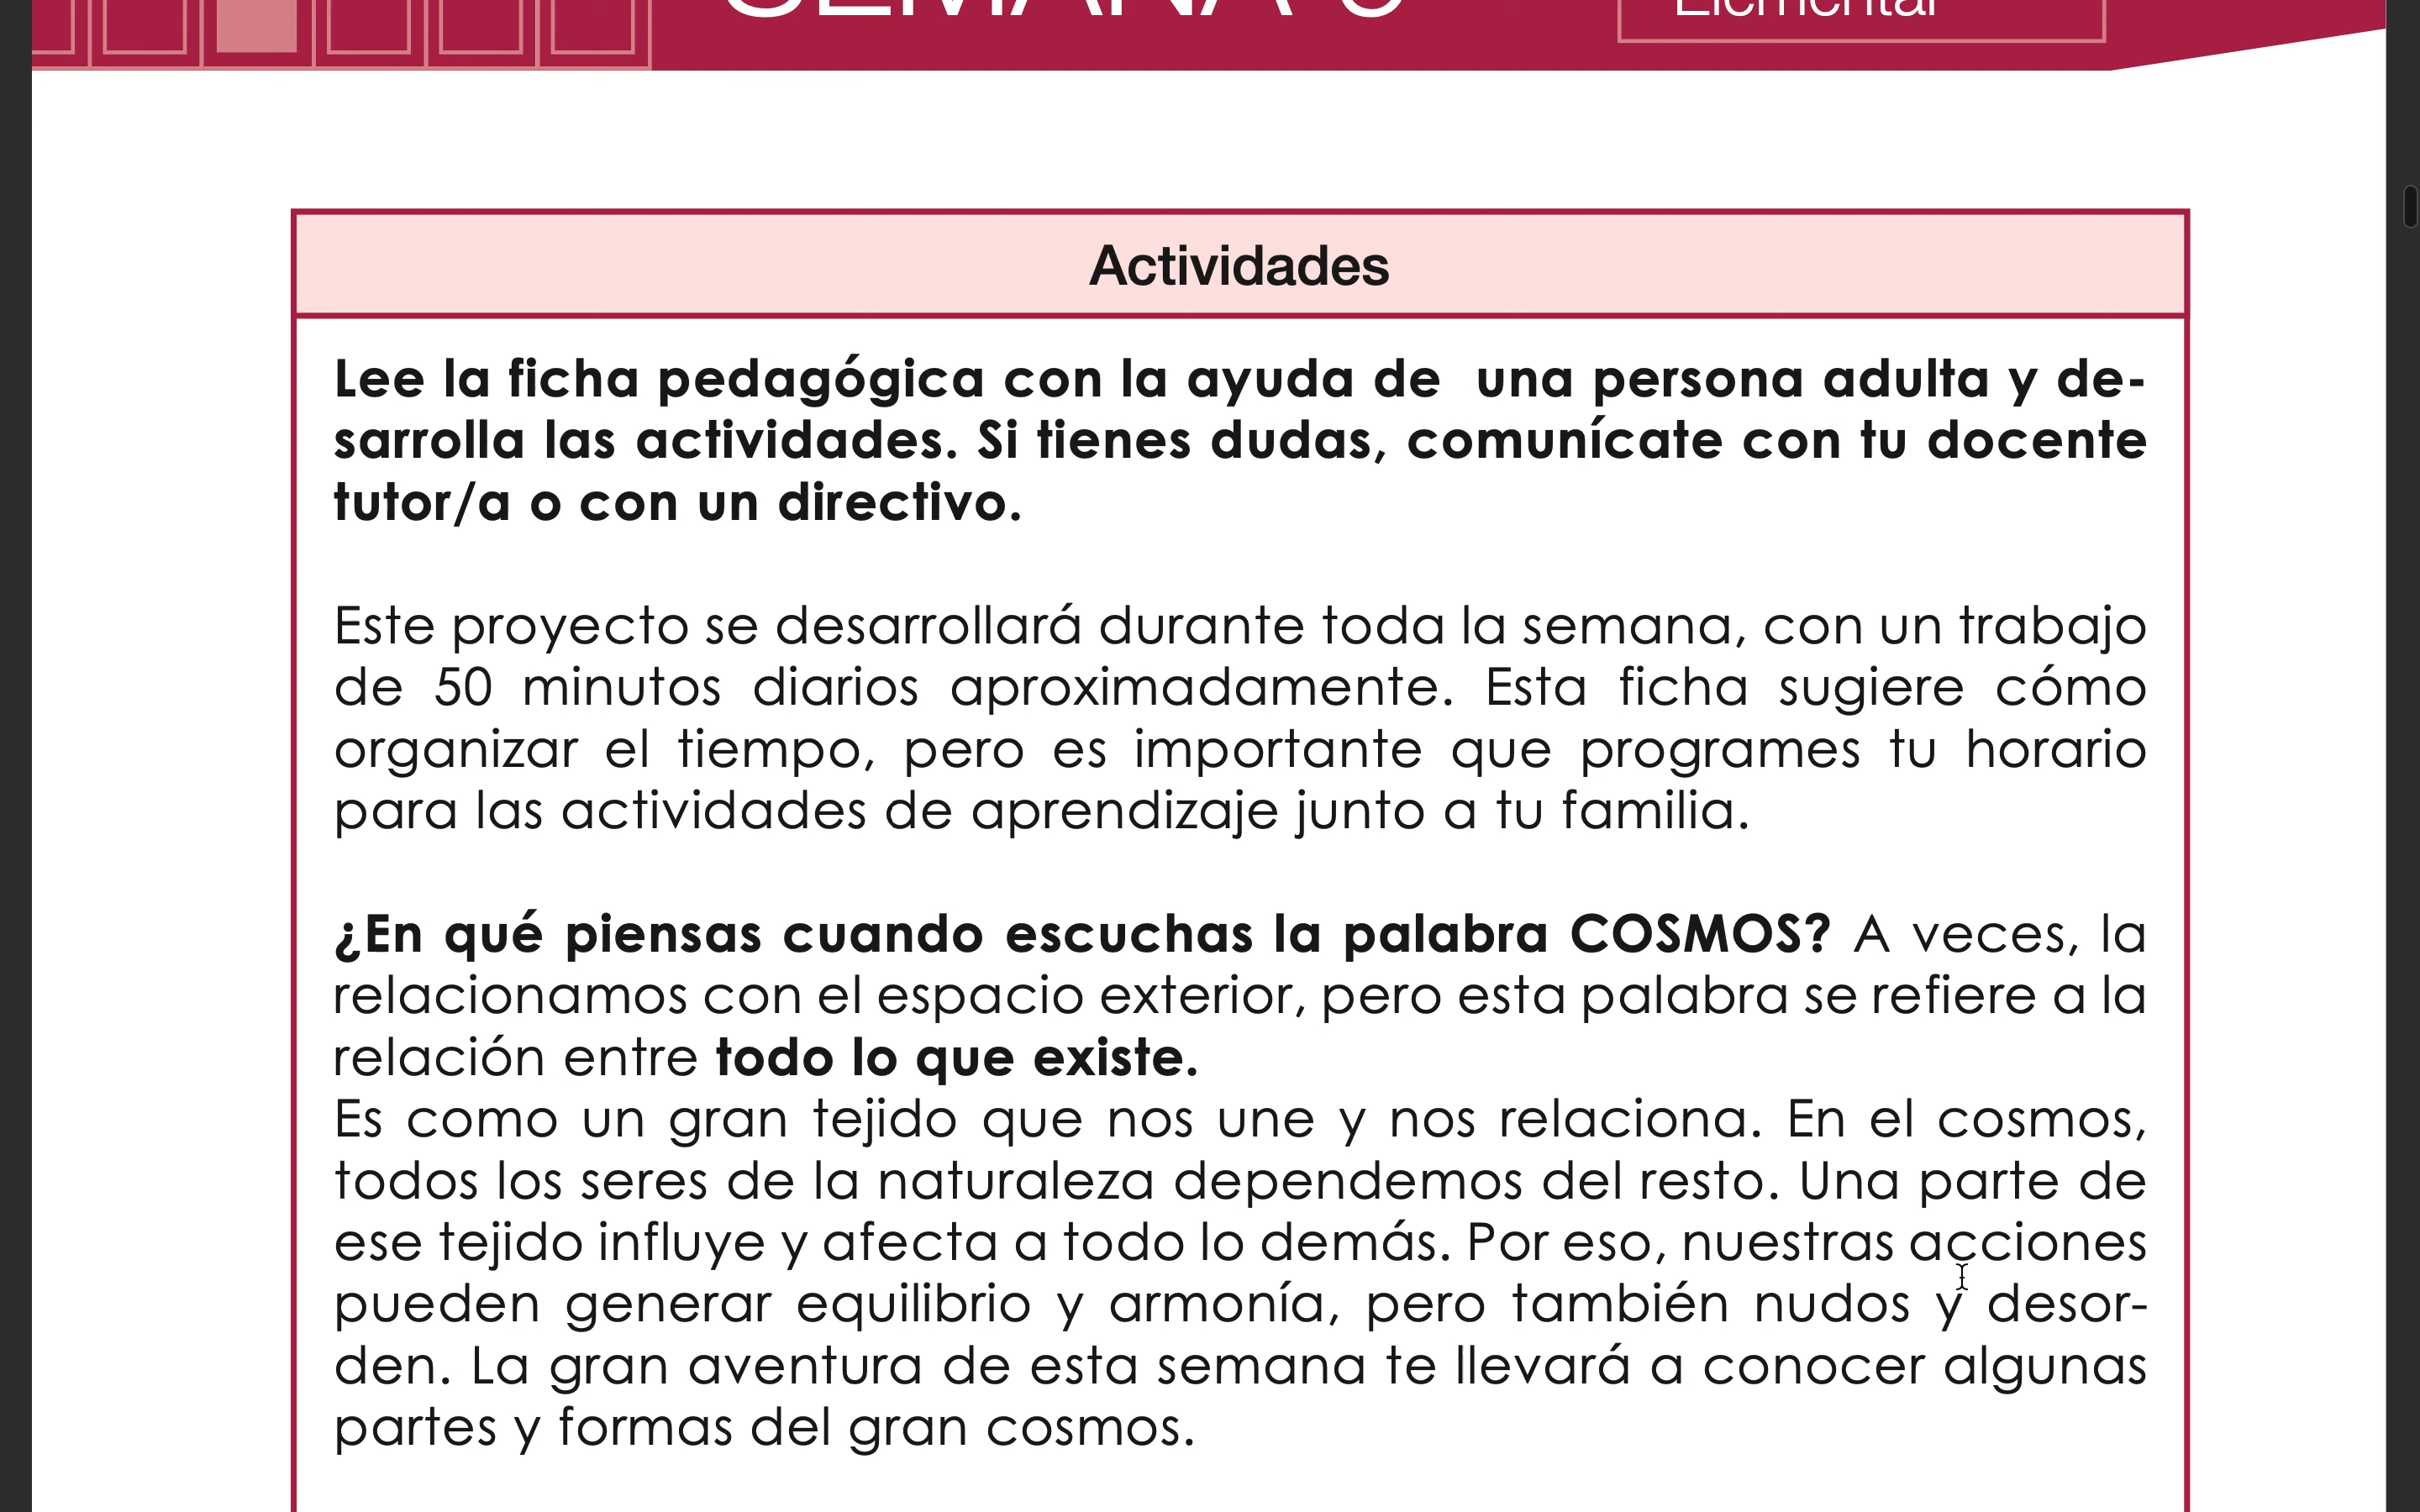 SEMANA
Elemental
Actividades
Lee la ficha pedagógica con la ayuda de  una persona adulta y de-
sarrolla las actividades. Si tienes dudas, comunícate con tu docente
tutor/a o con un directivo.
Este proyecto se desarrollará durante toda la semana, con un trabajo
de 50 minutos diarios aproximadamente. Esta ficha sugiere cómo
organizar el tiempo, pero es importante que programes tu horario
para las actividades de aprendizaje junto a tu familia.
¿En qué piensas cuando escuchas la palabra COSMOS? A veces, la
relacionamos con el espacio exterior, pero esta palabra se refiere a la
relación entre todo lo que existe.
Es como un gran tejido que nos une y nos relaciona. En el cosmos,
todos los seres de la naturaleza dependemos del resto. Una parte de
ese tejido influye y afecta a todo lo demás. Por eso, nuestras acciones
pueden generar equilibrio y armonía, pero también nudos y desor-
den. La gran aventura de esta semana te llevará a conocer algunas
partes y formas del gran cosmos.